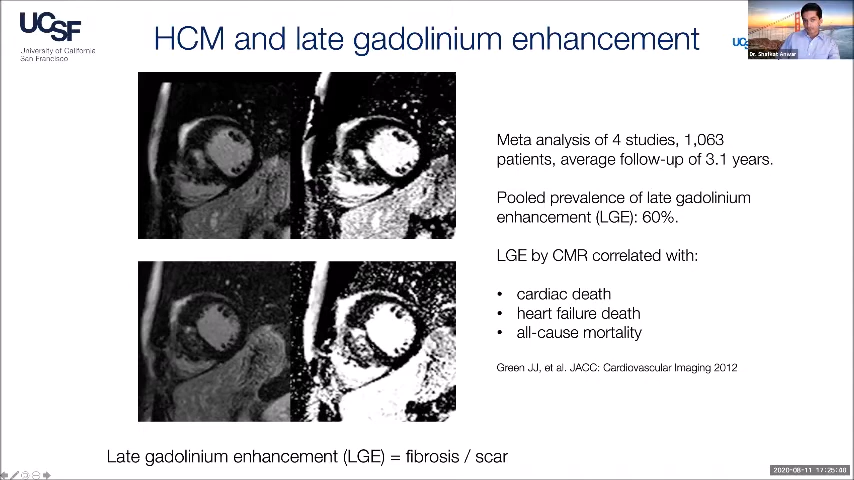 UCSF
University of California
San Francisco
HCM and late gadolinium enhancement
UCS
Dr. Shafkat Anwar
Meta analysis of 4 studies, 1,063
patients, average follow-up of 3.1 years.
Pooled prevalence of late gadolinium
enhancement (LGE): 60%.
LGE by CMR correlated with:
• cardiac death
• heart failure death
• all-cause mortality
Green JJ, et al. JACC: Cardiovascular Imaging 2012
Late gadolinium enhancement (LGE) = fibrosis / scar
2020-08-11 17:25:40